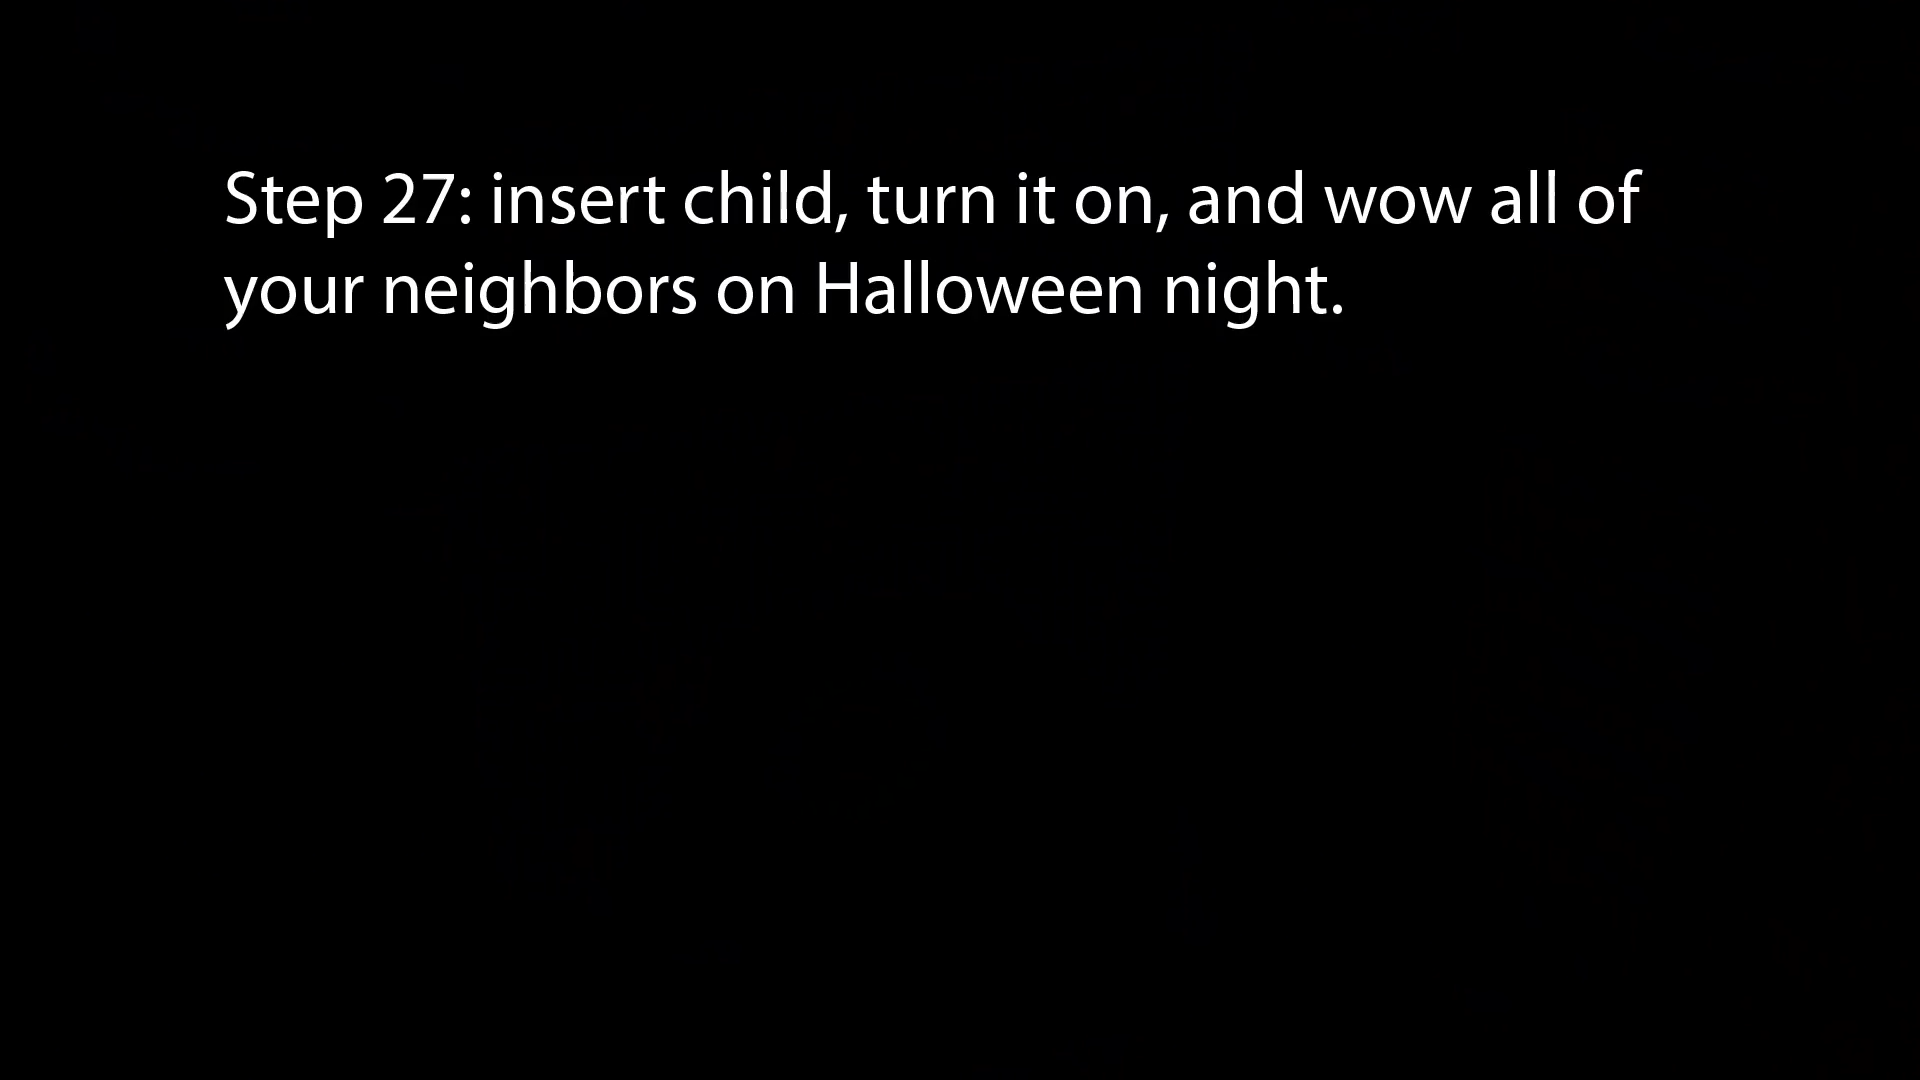 Step 27: insert child, turn it on, and wow all of
your neighbors on Halloween night.